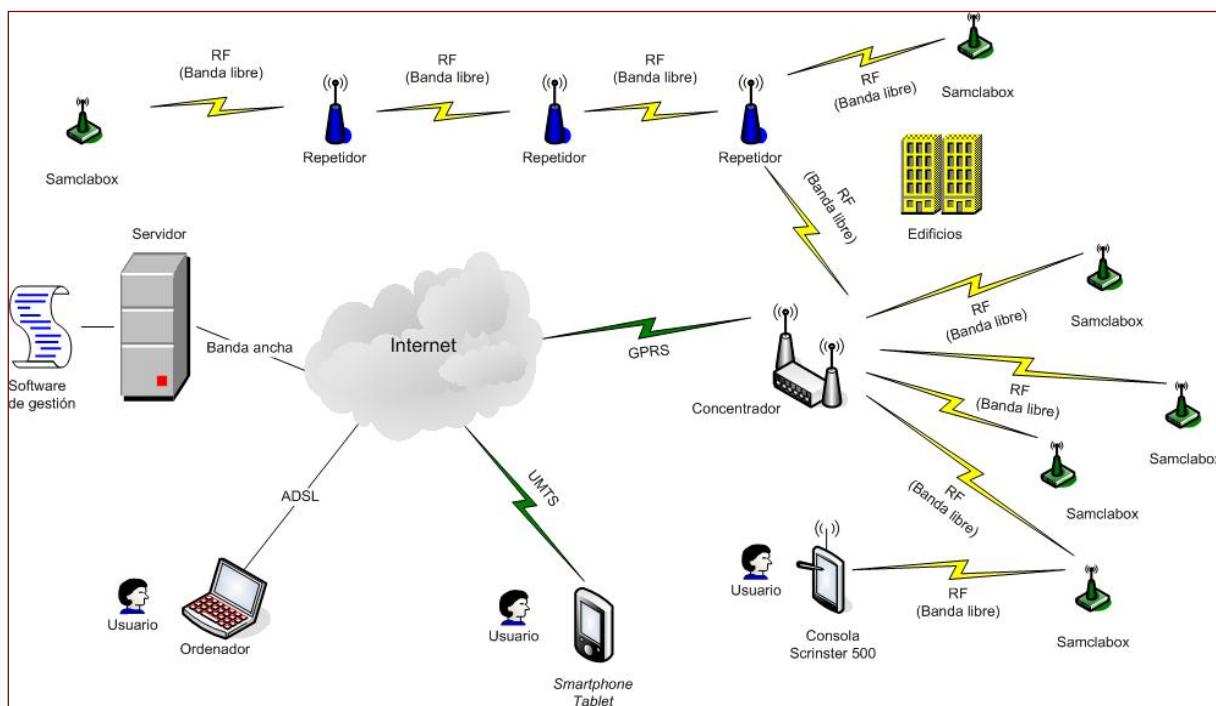 RF
(Banda libre)
RF
(Banda libre)
RF
(Banda libre)
RF
(Banda libre)
Samclabox
Samclabox
Repetidor
Repetidor
Repetidor
RF
(Banda libre)
Edificios
Servidor
Software
de gestión
Banda ancha
Internet
GPRS
Concentrador
RF
(Banda libre)
Samclabox
RF
(Banda libre)
Samclabox
Samclabox
RF
(Banda libre)
ADSL
UMTS
Usuario
Ordenador
Usuario
Smartphone
Tablet
Usuario
Consola
Scrinster 500
RF
(Banda libre)
Samclabox